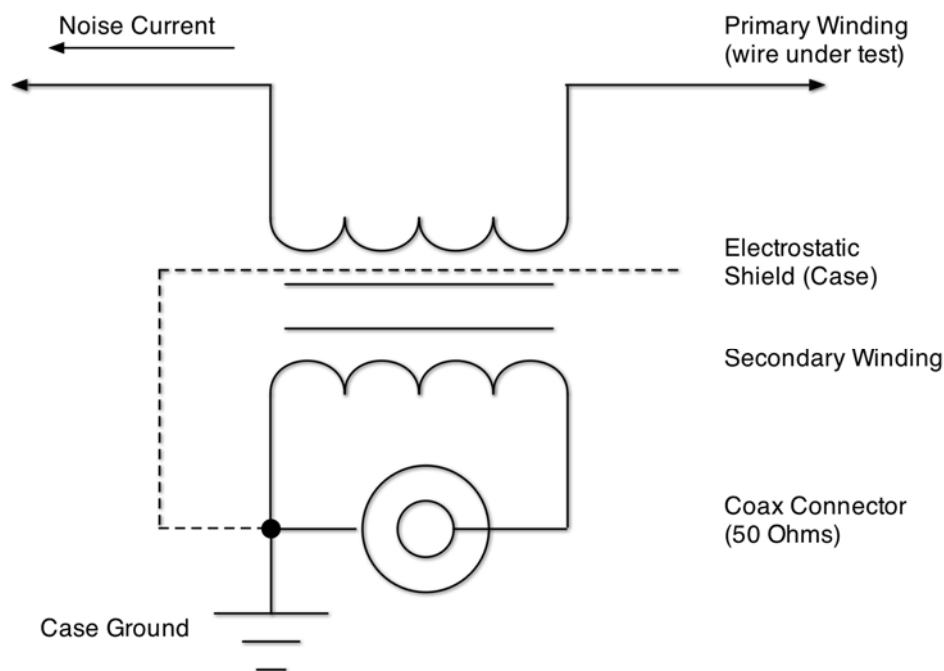 Noise Current
Primary Winding
(wire under test)
Electrostatic
Shield (Case)
Secondary Winding
Coax Connector
(50 Ohms)
Case Ground